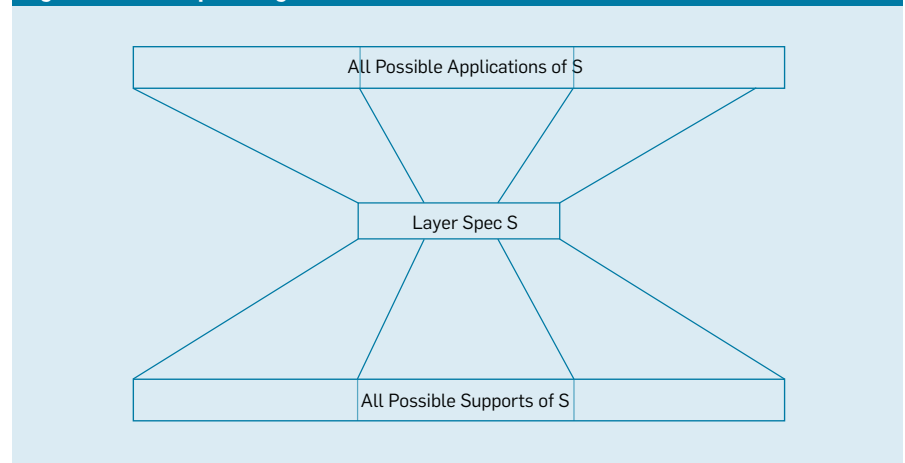 All Possible Applications of S
Layer Spec S
All Possible Supports of S